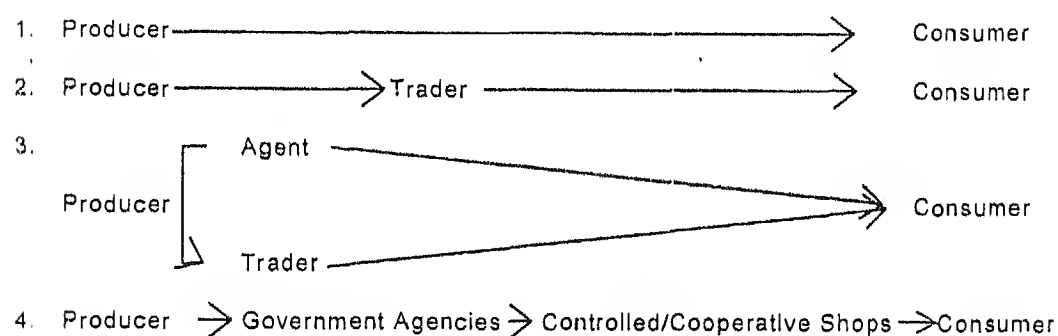 1. Producer Consumer
2. Producer Trader Consumer
3. Agent
Producer Consumer
Trader
4. Producer Government Agencies Controlled/Cooperative Shops Consumer